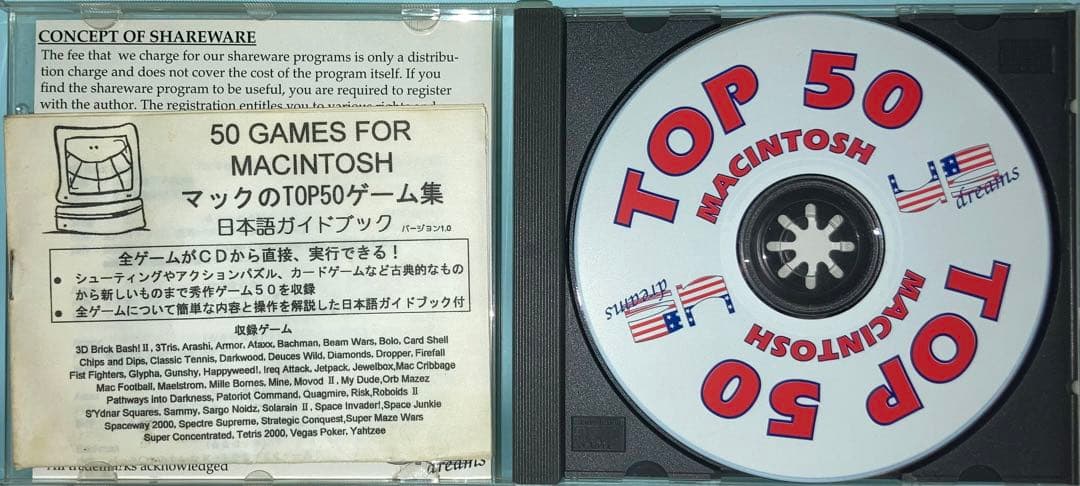 CONCEPT OF SHAREWARE
The fee that we charge for our shareware programs is only a distribu-
tion charge and does not cover the cost of the program itself. If you
find the shareware program to be useful, you are required to register
with the author. The registration entitles you to various rights and
50 GAMES FOR
MACINTOSH
マックのTOP50ゲーム集
日本語ガイドブック バージョン1.0
全ゲームがCDから直接、実行できる!
● シューティングやアクションパズル、カードゲームなど古典的なもの
から新しいものまで秀作ゲーム50を収録
● 全ゲームについて簡単な内容と操作を解説した日本語ガイドブック付
収録ゲーム
3D Brick Bash! II, 3Tris. Arashi, Armor, Ataxx, Bachman, Beam Wars, Bolo, Card Shell
Chips and Dips, Classic Tennis, Darkwood, Deuces Wild, Diamonds, Dropper, Firefall
Fist Fighters, Glypha, Gunshy, Happyweed!, Ireq Attack, Jetpack, Jewelbox,Mac Cribbage
Mac Football, Maelstrom, Mille Bornes, Mine, Movod II, My Dude,Orb Mazez
Pathways into Darkness, Patoriot Command, Quagmire, Risk,Roboids II
S'Ydnar Squares, Sammy, Sargo Noidz, Solarain II, Space Invader!,Space Junkie
Spaceway 2000, Spectre Supreme, Strategic Conquest,Super Maze Wars
Super Concentrated, Tetris 2000, Vegas Poker, Yahtzee
All trademarks acknowledged
dreams
TOP 50
MACINTOSH
dreams
dreams
MACINTOSH
TOP 50